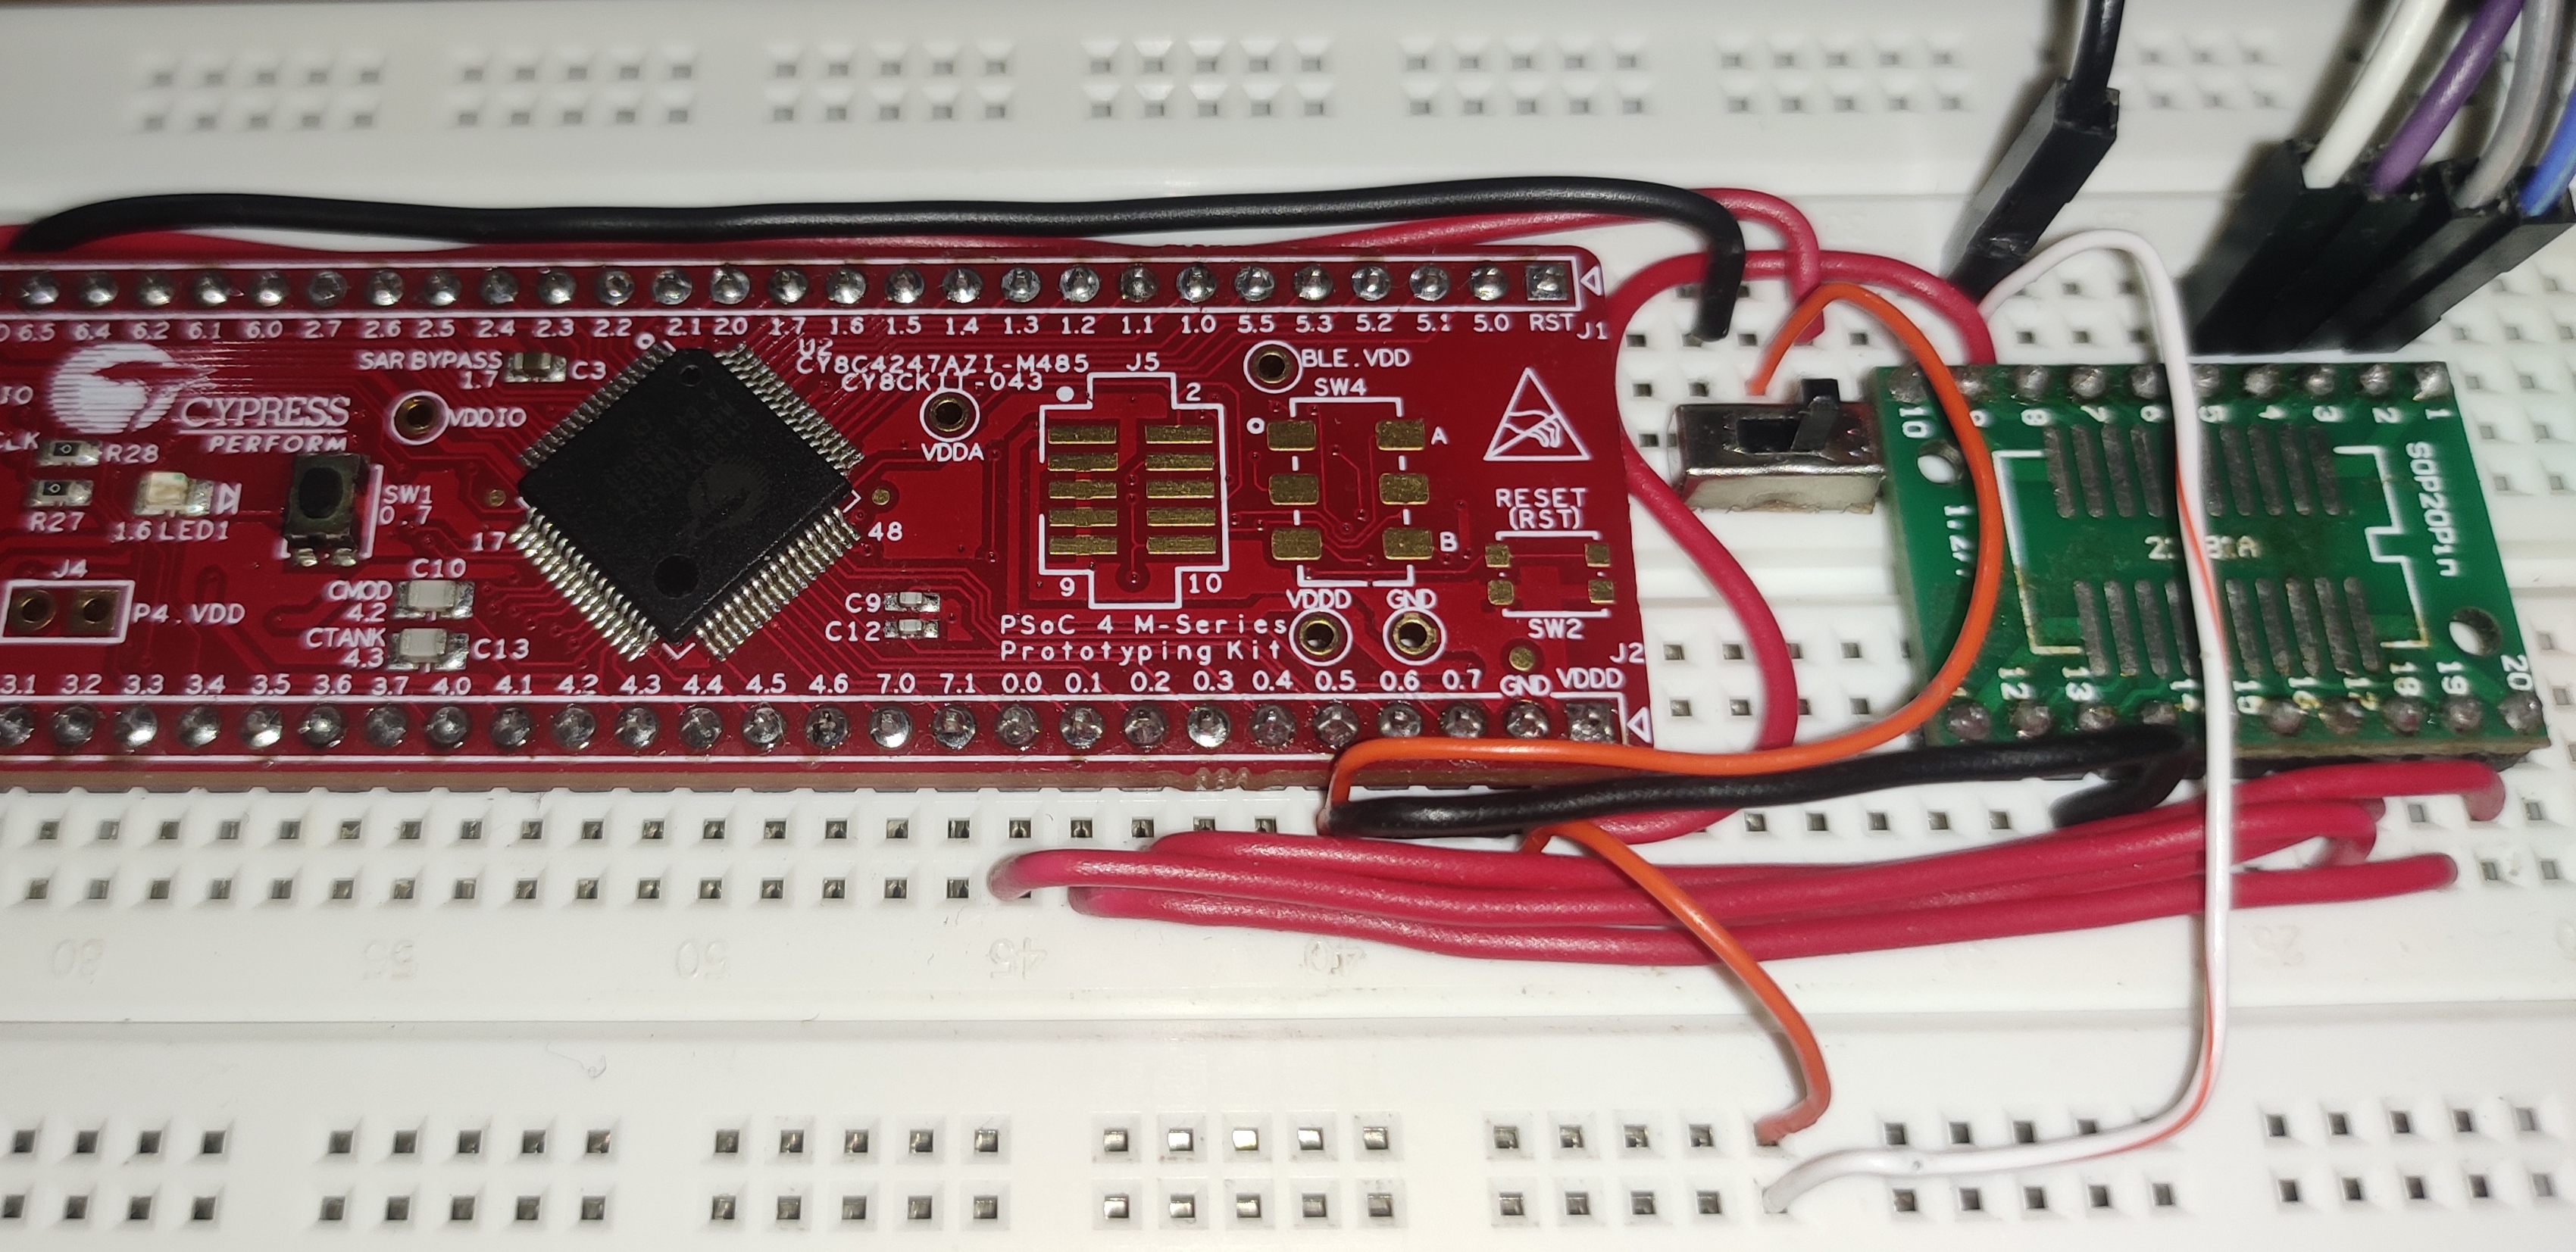 6.5 6.4 6.2 6.1 6.0 2.7 2.6 2.5 2.4 2.3 2.2 2.1 2.0 1.7 1.6 1.5 1.4 1.3 1.2 1.1 1.0 5.5 5.3 5.2 5.1 5.0 RST J1
SAR BYPASS
1.7
C3
U2
CY8C4247AZI-M485
CY8CKIT-043
J5
2
9
10
BLE.VDD
SW4
A
B
CYPRESS
PERFORM
VDDIO
VDDA
R28
R27
1.6 LED1
SW1
0.7
17
48
RESET
(RST)
SW2
J4
P4.VDD
C10
CMOD
4.2
CTANK
4.3
C13
C9
C12
VDDD
GND
PSoC 4 M-Series
Prototyping Kit
J2
3.1 3.2 3.3 3.4 3.5 3.6 3.7 4.0 4.1 4.2 4.3 4.4 4.5 4.6 7.0 7.1 0.0 0.1 0.2 0.3 0.4 0.5 0.6 0.7 GND VDDD
10 8 7 6 5 4 3 2 1
SOP20Pin
12 13 18 19 20
55
50
45
40